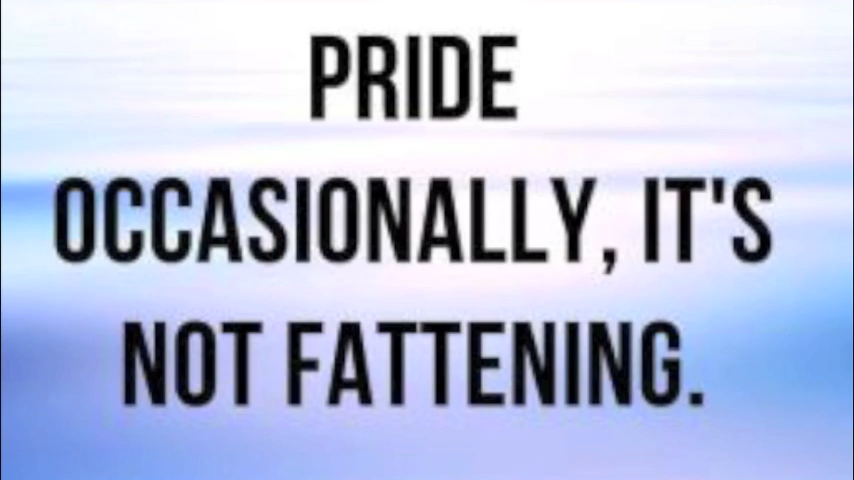 PRIDE
OCCASIONALLY, IT'S
NOT FATTENING.